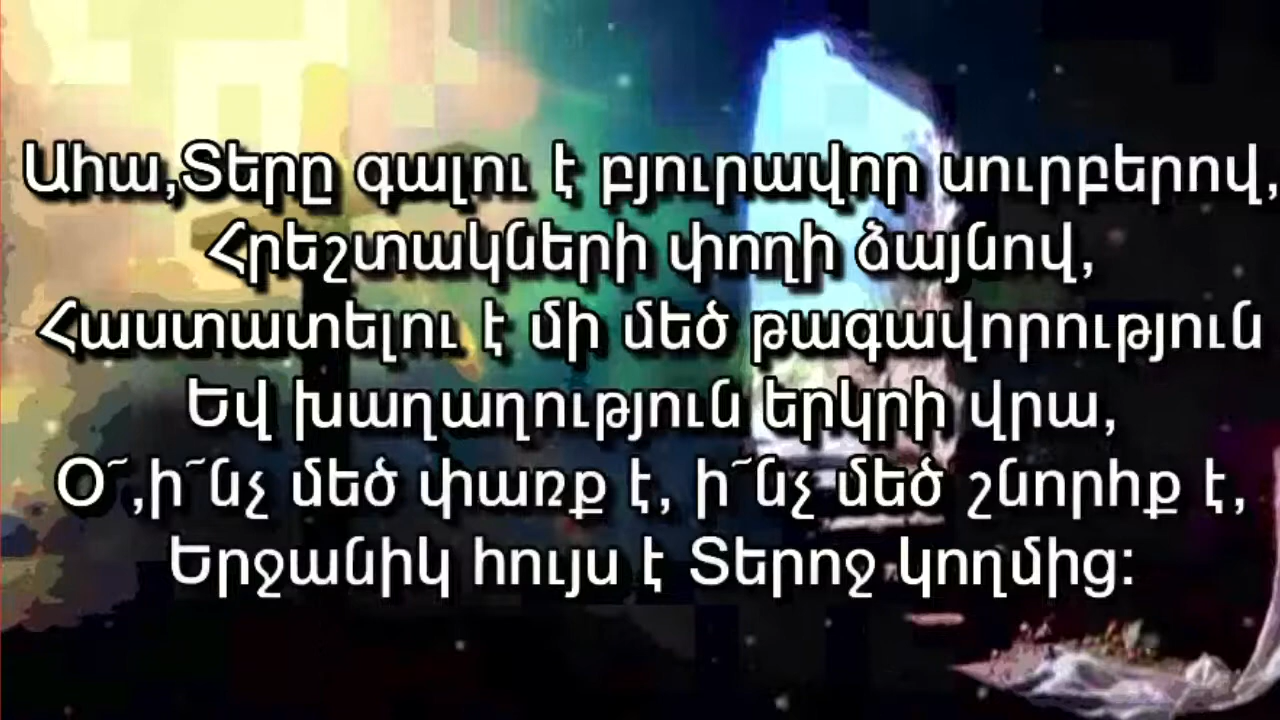 Ահա,Տերը գալու է բյուրավոր սուրբերով,
Հրեշտակների փողի ձայնով,
Հաստատելու է մի մեծ թագավորություն
Եվ խաղաղություն երկրի վրա,
Օ՜,ի՜նչ մեծ փառք է, ի՜նչ մեծ շնորհք է,
Երջանիկ հույս է Տերոջ կողմից: